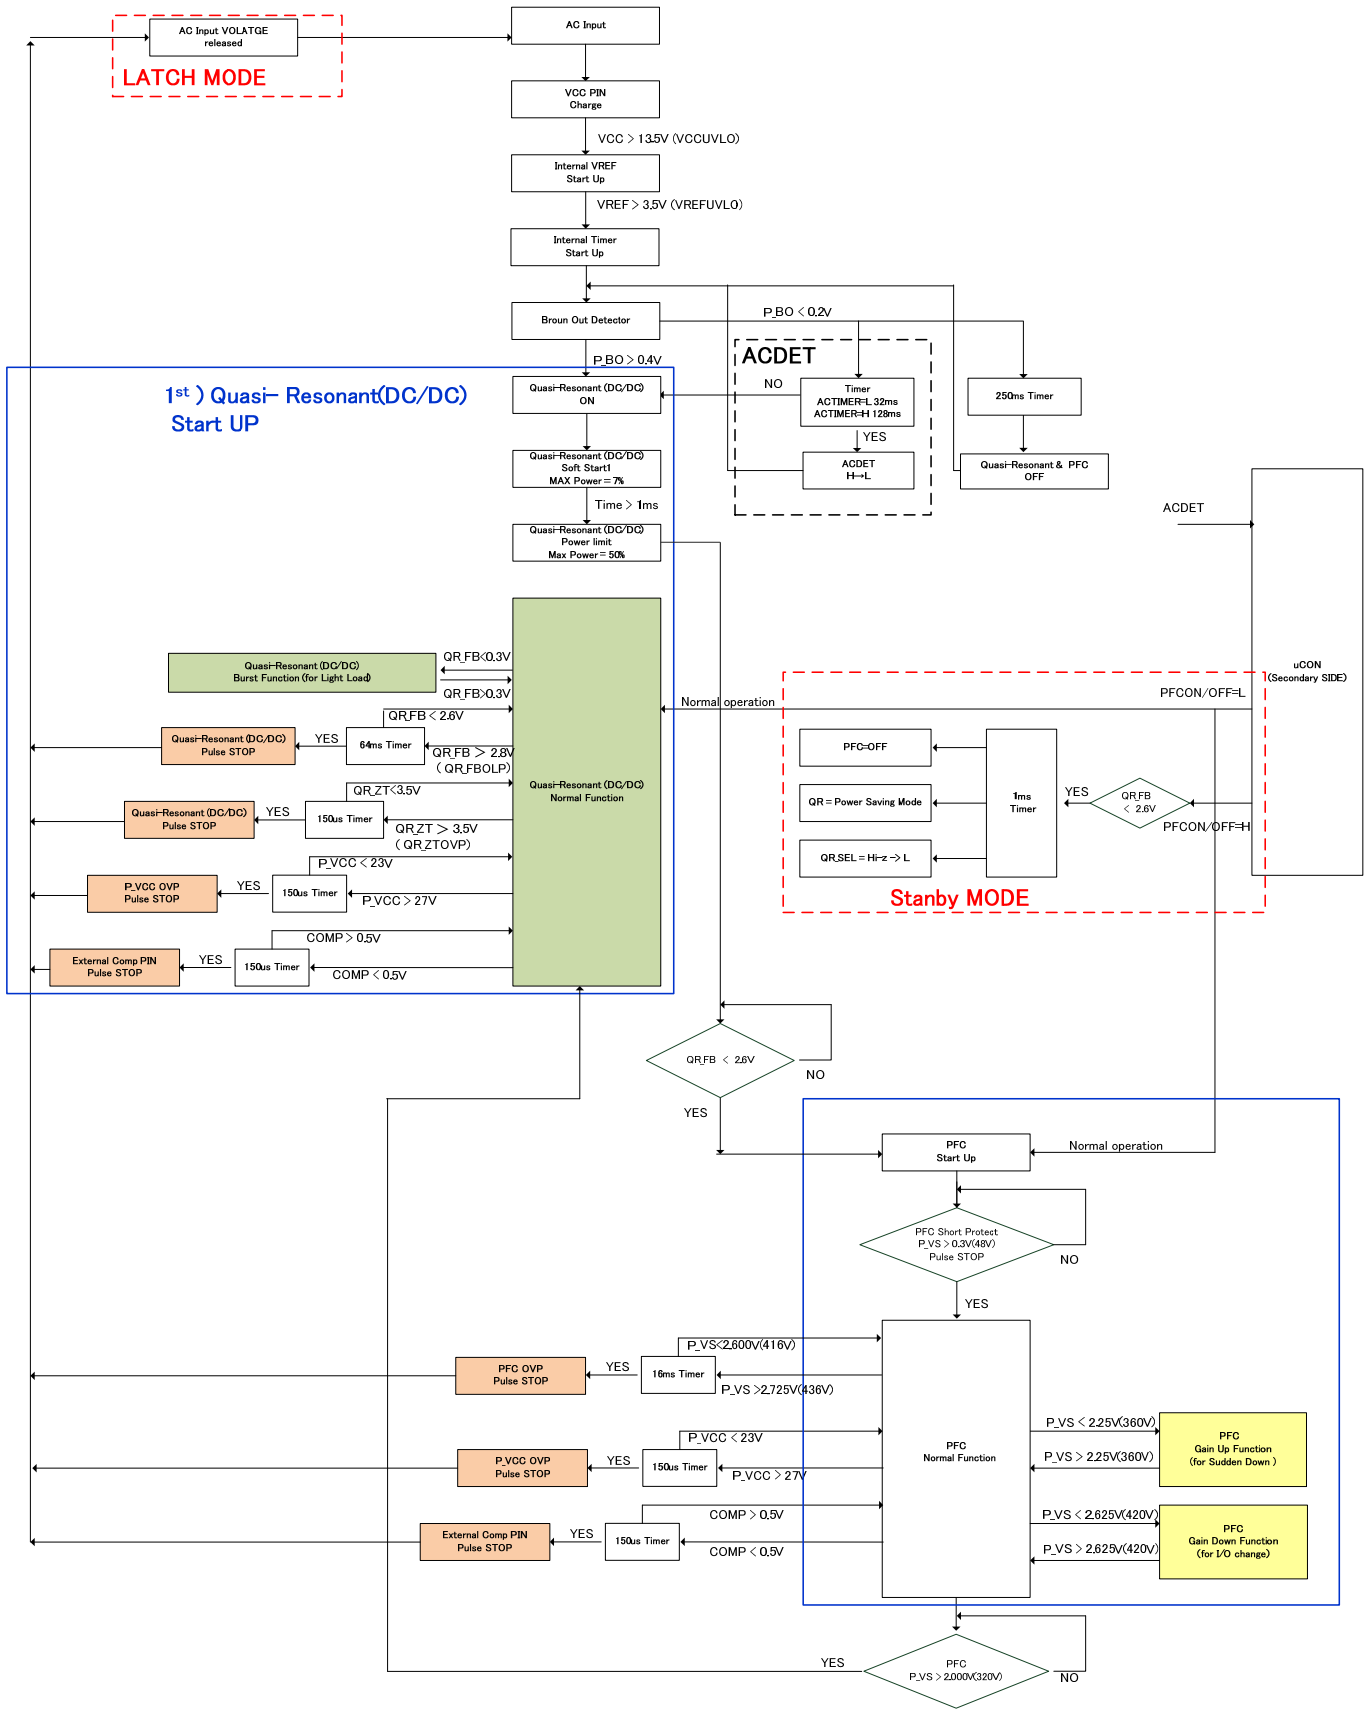 AC Input VOLATGE
released
LATCH MODE
AC Input
VCC PIN
Charge
VCC > 13.5V (VCCUVLO)
Internal VREF
Start Up
VREF > 3.5V (VREFUVLO)
Internal Timer
Start Up
Broun Out Detector
P_BO < 0.2V
P_BO > 0.4V
ACDET
NO
Timer
ACTIMER=L 32ms
ACTIMER=H 128ms
YES
ACDET
H→L
250ms Timer
Quasi-Resonant & PFC
OFF
1st ) Quasi- Resonant(DC/DC)
Start UP
Quasi-Resonant (DC/DC)
ON
Quasi-Resonant (DC/DC)
Soft Start1
MAX Power = 7%
Time > 1ms
Quasi-Resonant (DC/DC)
Power limit
Max Power = 50%
ACDET
uCON
(Secondary SIDE)
Quasi-Resonant (DC/DC)
Burst Function (for Light Load)
QR_FB<0.3V
QR_FB>0.3V
QR_FB < 2.6V
Quasi-Resonant (DC/DC)
Pulse STOP
YES
64ms Timer
QR_FB > 2.8V
( QR_FBOLP)
QR_ZT<3.5V
Quasi-Resonant (DC/DC)
Pulse STOP
YES
150us Timer
QR_ZT > 3.5V
( QR_ZTOVP)
P_VCC < 23V
P_VCC OVP
Pulse STOP
YES
150us Timer
P_VCC > 27V
COMP > 0.5V
External Comp PIN
Pulse STOP
YES
150us Timer
COMP < 0.5V
Quasi-Resonant (DC/DC)
Normal Function
Normal operation
PFCON/OFF=L
PFC=OFF
QR = Power Saving Mode
QR_SEL = Hi-z -> L
1ms
Timer
YES
QR_FB
< 2.6V
PFCON/OFF=H
Stanby MODE
QR_FB < 2.6V
NO
YES
PFC
Start Up
Normal operation
PFC Short Protect
P_VS > 0.3V(48V)
Pulse STOP
NO
YES
P_VS<2.600V(416V)
PFC OVP
Pulse STOP
YES
16ms Timer
P_VS >2.725V(436V)
P_VCC < 23V
P_VCC OVP
Pulse STOP
YES
150us Timer
P_VCC > 27V
COMP > 0.5V
External Comp PIN
Pulse STOP
YES
150us Timer
COMP < 0.5V
PFC
Normal Function
P_VS < 2.25V(360V)
P_VS > 2.25V(360V)
PFC
Gain Up Function
(for Sudden Down )
P_VS < 2.625V(420V)
P_VS > 2.625V(420V)
PFC
Gain Down Function
(for I/O change)
YES
PFC
P_VS > 2.000V(320V)
NO